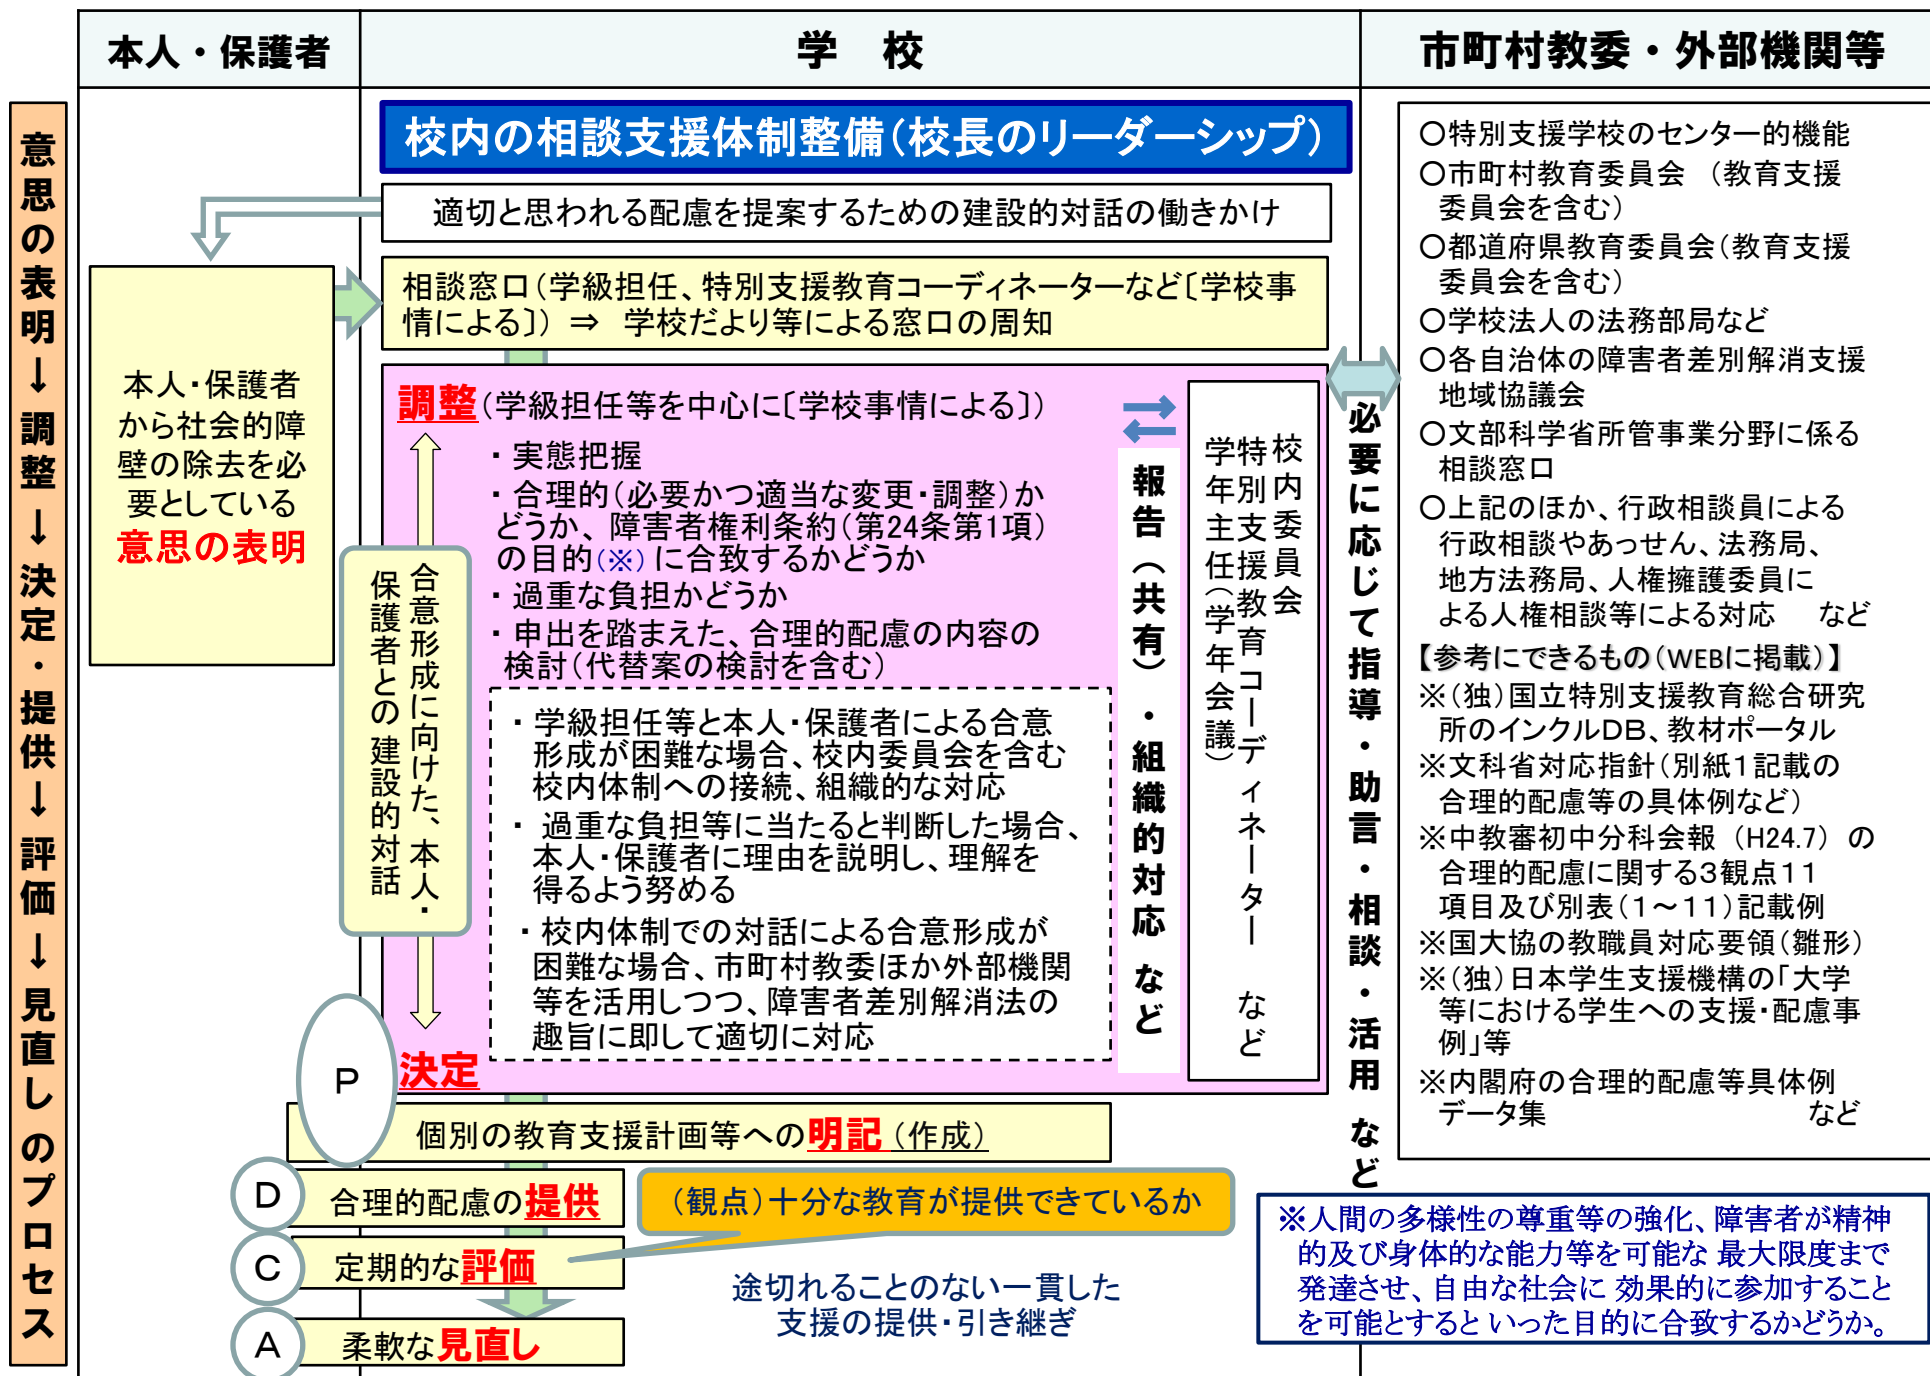 本人・保護者
学　校
市町村教委・外部機関等
意思の表明→調整→決定・提供→評価→見直しのプロセス
校内の相談支援体制整備（校長のリーダーシップ）
適切と思われる配慮を提案するための建設的対話の働きかけ
相談窓口（学級担任、特別支援教育コーディネーターなど〔学校事
情による〕） ⇒ 学校だより等による窓口の周知
本人・保護者
から社会的障
壁の除去を必
要としている
意思の表明
調整（学級担任等を中心に〔学校事情による〕）
・実態把握
・合理的（必要かつ適当な変更・調整）か
どうか、障害者権利条約（第24条第1項）
の目的（※）に合致するかどうか
・過重な負担かどうか
・申出を踏まえた、合理的配慮の内容の
検討（代替案の検討を含む）
・学級担任等と本人・保護者による合意
形成が困難な場合、校内委員会を含む
校内体制への接続、組織的な対応
・ 過重な負担等に当たると判断した場合、
本人・保護者に理由を説明し、理解を
得るよう努める
・校内体制での対話による合意形成が
困難な場合、市町村教委ほか外部機関
等を活用しつつ、障害者差別解消法の
趣旨に即して適切に対応
決定
合意形成に向けた、本人・
保護者との建設的対話
報告（共有）・組織的対応 など
校内委員会
特別支援教育コーディネーター など
学年主任（学年会議）
必要に応じて指導・助言・相談・活用 など
P
個別の教育支援計画等への明記（作成）
D
合理的配慮の提供
（観点）十分な教育が提供できているか
C
定期的な評価
A
柔軟な見直し
途切れることのない一貫した
支援の提供・引き継ぎ
○特別支援学校のセンター的機能
○市町村教育委員会 （教育支援
委員会を含む）
○都道府県教育委員会（教育支援
委員会を含む）
○学校法人の法務部局など
○各自治体の障害者差別解消支援
地域協議会
○文部科学省所管事業分野に係る
相談窓口
○上記のほか、行政相談員による
行政相談やあっせん、法務局、
地方法務局、人権擁護委員に
よる人権相談等による対応　など
【参考にできるもの（WEBに掲載）】
※（独）国立特別支援教育総合研究
所のインクルDB、教材ポータル
※文科省対応指針（別紙1記載の
合理的配慮等の具体例など）
※中教審初中分科会報 （H24.7） の
合理的配慮に関する3観点11
項目及び別表（1～11）記載例
※国大協の教職員対応要領（雛形）
※（独）日本学生支援機構の「大学
等における学生への支援・配慮事
例」等
※内閣府の合理的配慮等具体例
データ集　など
※人間の多様性の尊重等の強化、障害者が精神
的及び身体的な能力等を可能な 最大限度まで
発達させ、自由な社会に 効果的に参加すること
を可能とすると いった目的に合致するかどうか。